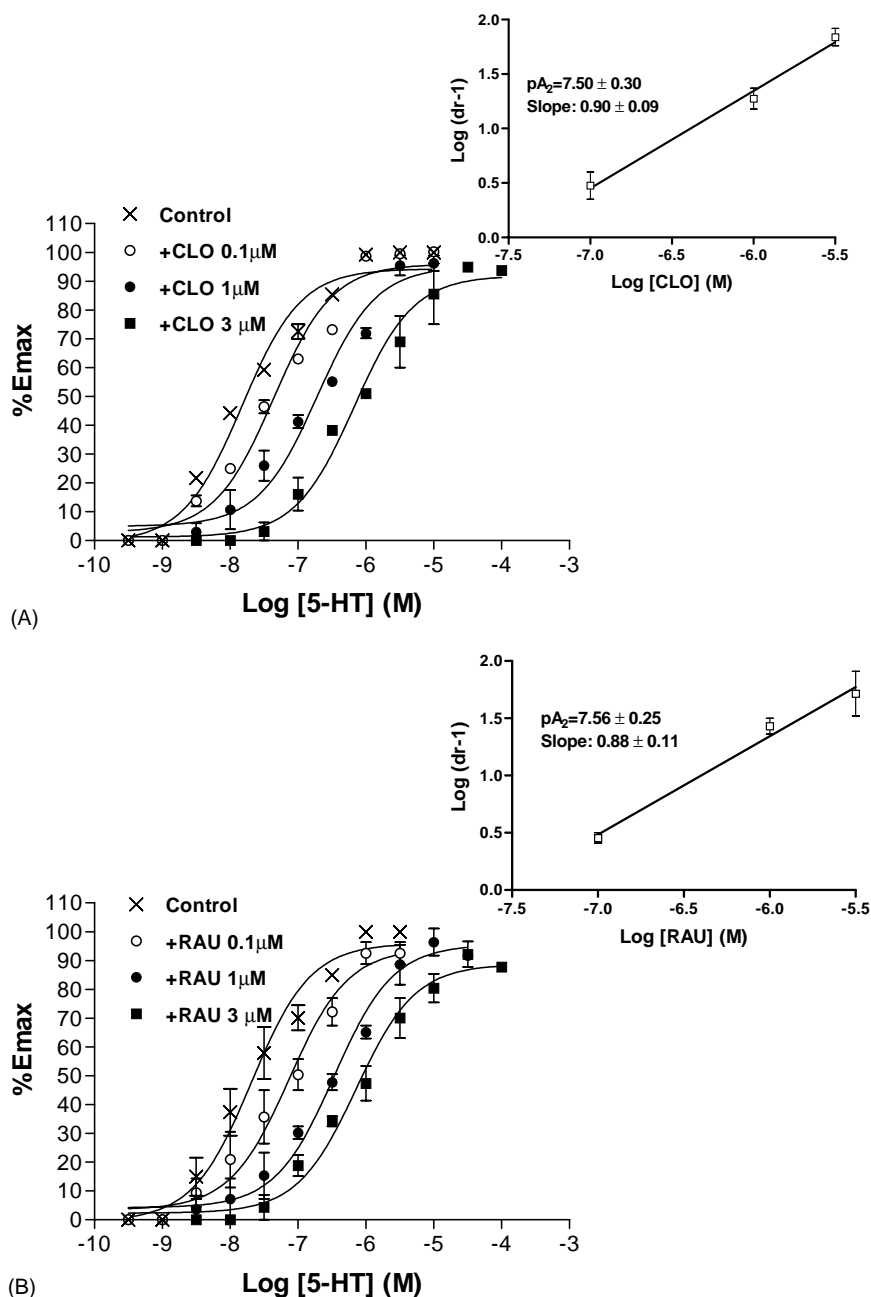 2.0
1.5
1.0
0.5
0.0
Log (dr-1)
pA2=7.50 ± 0.30
Slope: 0.90 ± 0.09
-7.5 -7.0 -6.5 -6.0 -5.5
Log [CLO] (M)
110
100
90
80
70
60
50
40
30
20
10
0
%Emax
Control
+CLO 0.1μM
+CLO 1μM
+CLO 3 μM
-10 -9 -8 -7 -6 -5 -4 -3
Log [5-HT] (M)
(A)
2.0
1.5
1.0
0.5
0.0
Log (dr-1)
pA2=7.56 ± 0.25
Slope: 0.88 ± 0.11
-7.5 -7.0 -6.5 -6.0 -5.5
Log [RAU] (M)
110
100
90
80
70
60
50
40
30
20
10
0
%Emax
Control
+RAU 0.1μM
+RAU 1μM
+RAU 3 μM
-10 -9 -8 -7 -6 -5 -4 -3
Log [5-HT] (M)
(B)